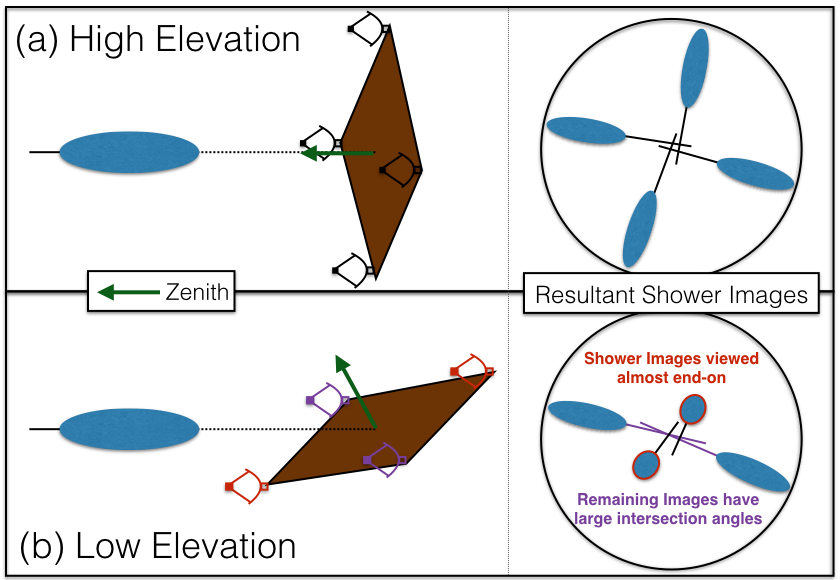 (a) High Elevation
Zenith
Resultant Shower Images
Shower Images viewed
almost end-on
Remaining Images have
large intersection angles
(b) Low Elevation